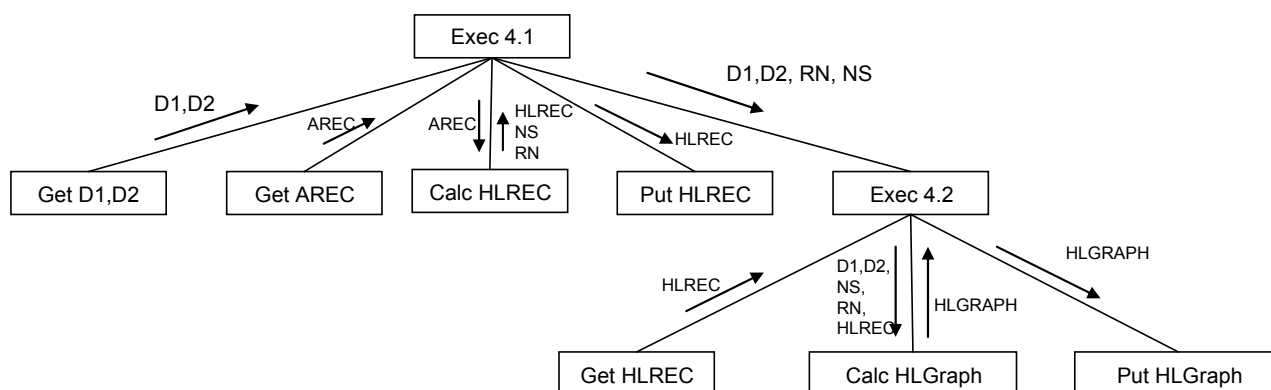 Exec 4.1
D1,D2, RN, NS
D1,D2
AREC
AREC
HLREC
NS
RN
HLREC
Get D1,D2
Get AREC
Calc HLREC
Put HLREC
Exec 4.2
HLREC
D1,D2,
NS,
RN,
HLREC
HLGRAPH
HLGRAPH
Get HLREC
Calc HLGraph
Put HLGraph